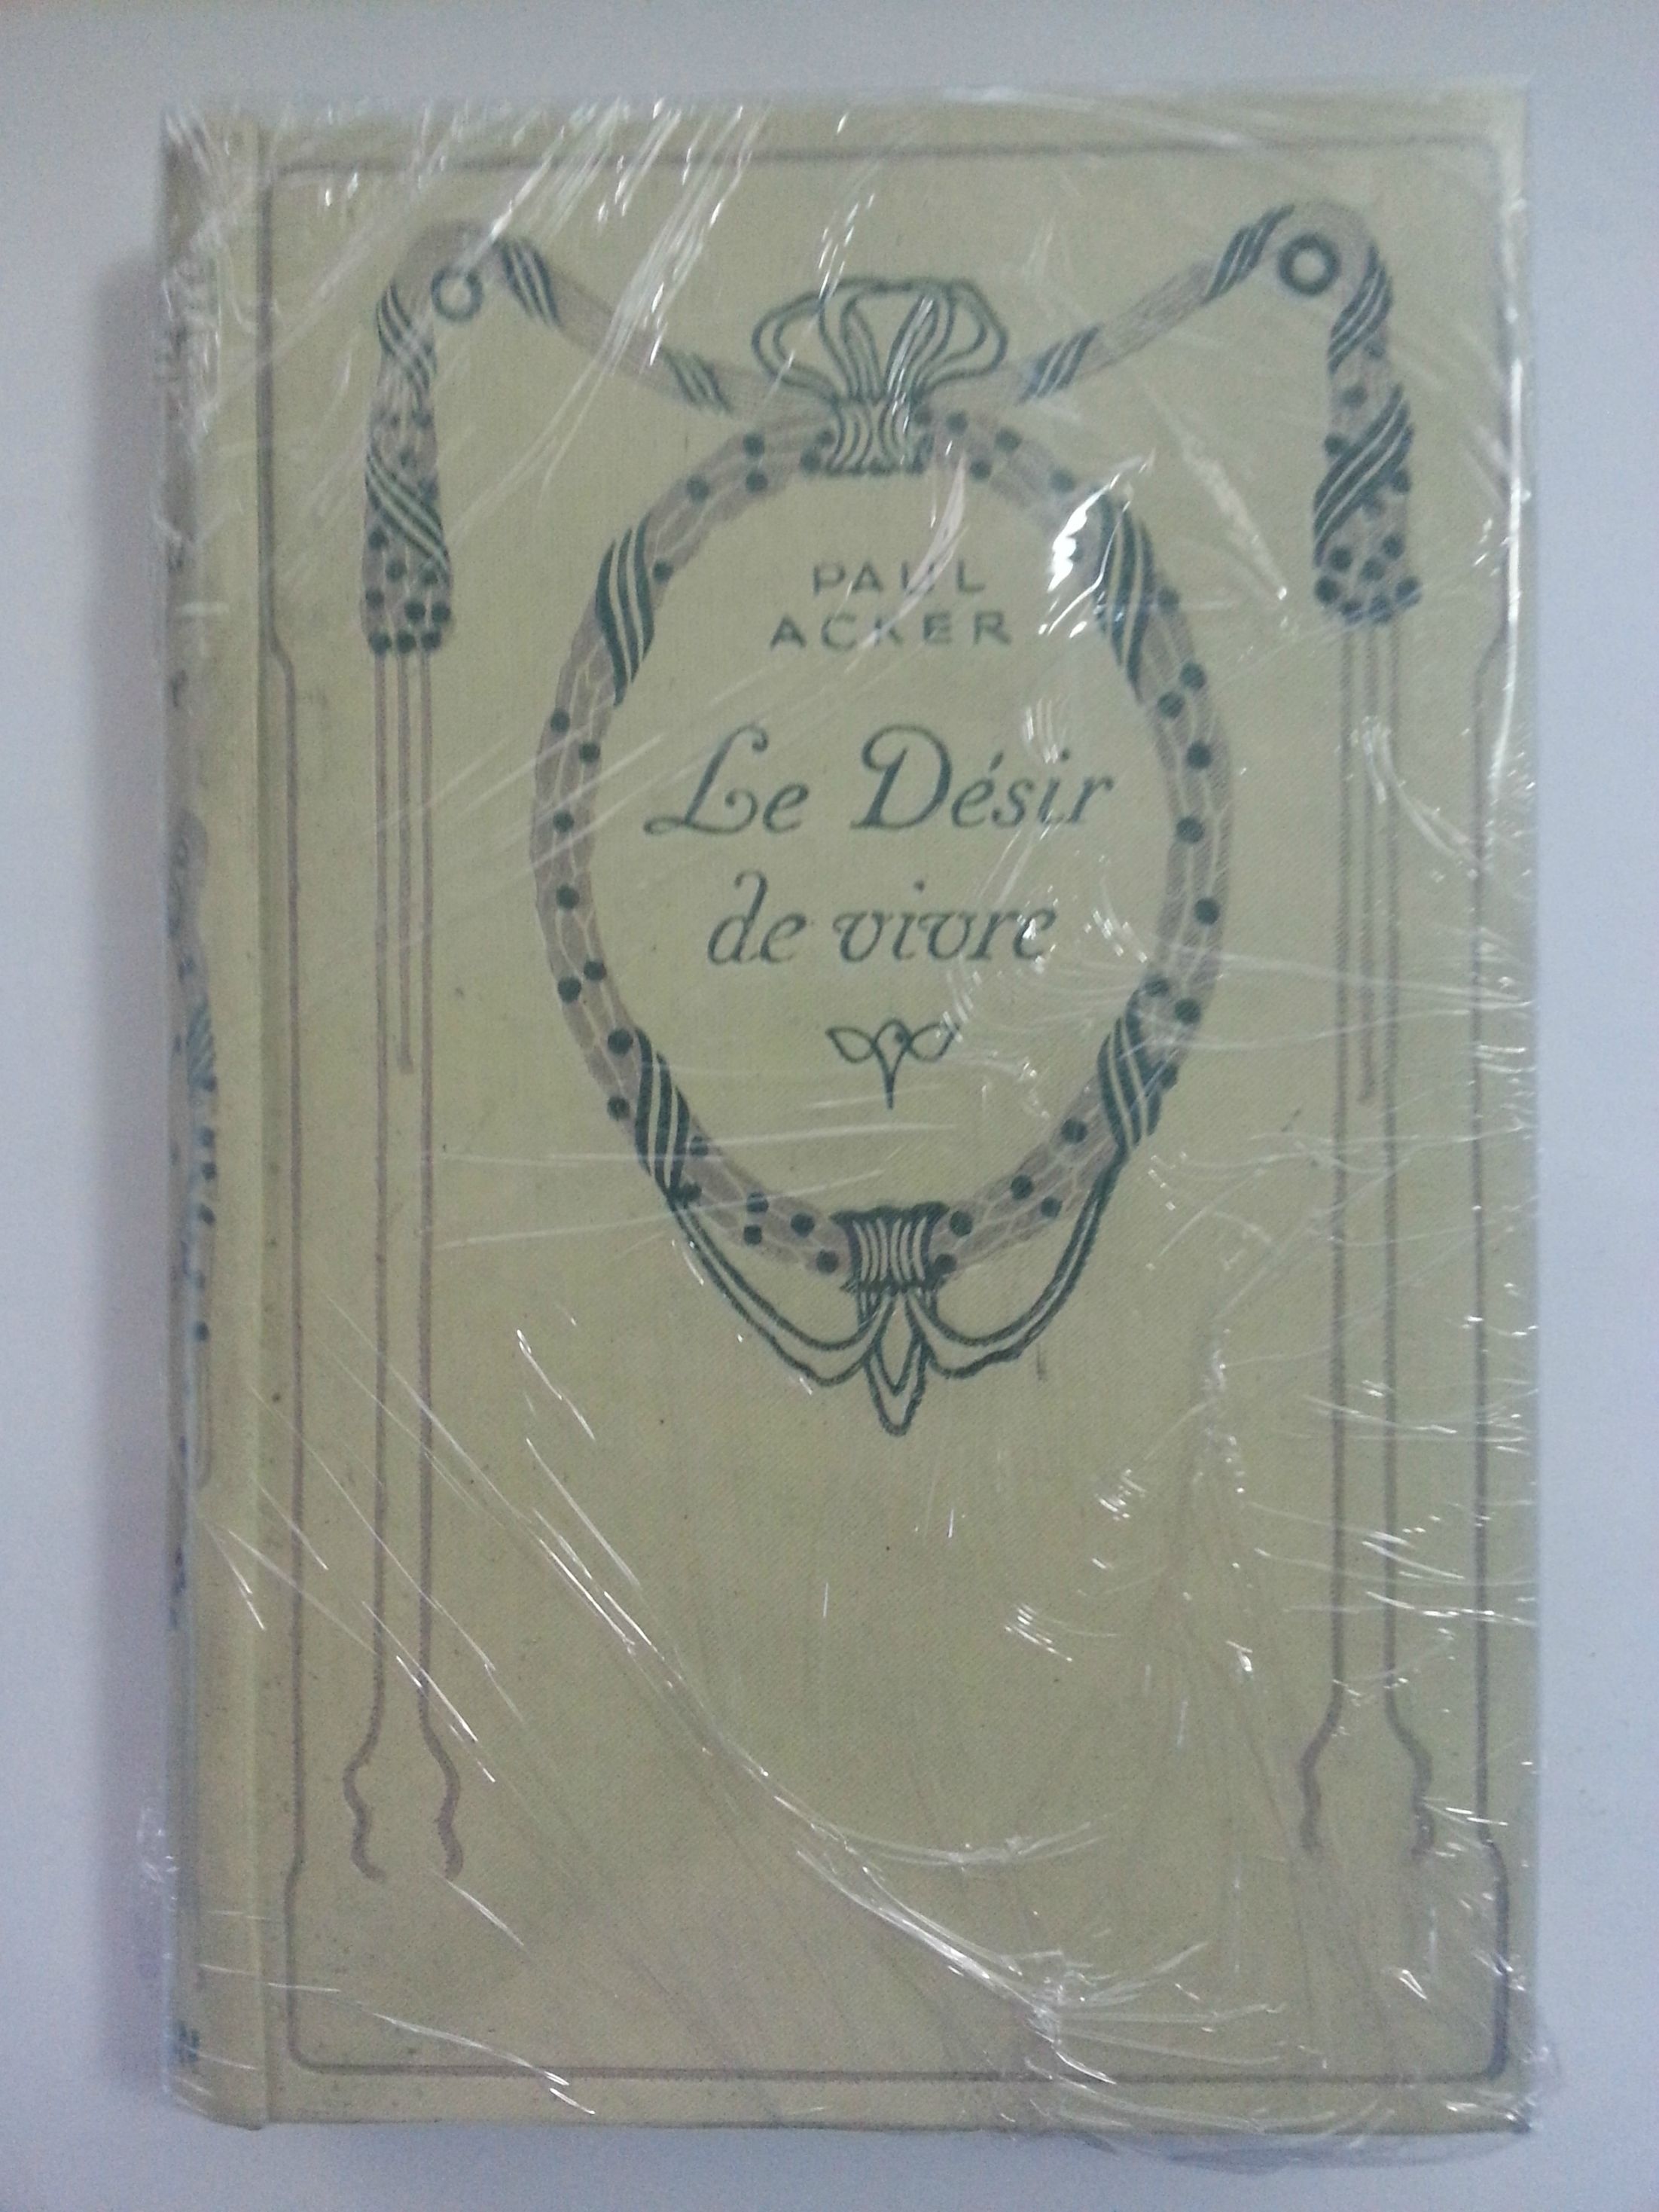 PAUL
ACKER
Le Désir
de vivre